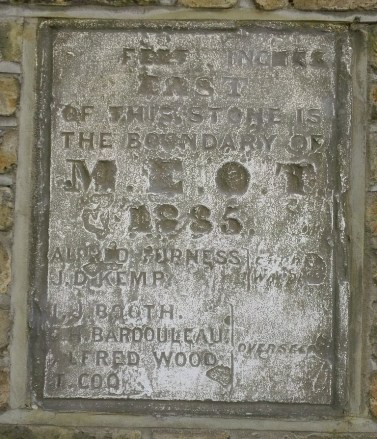 FEET INCHES
EAST
OF THIS STONE IS
THE BOUNDARY OF
M.E.O.T
1885.
ALFRED FURNESS
J.D. KEMP
J. BOOTH.
H. BARDOULEAU
ALFRED WOOD. OVERSEERS
T. COO